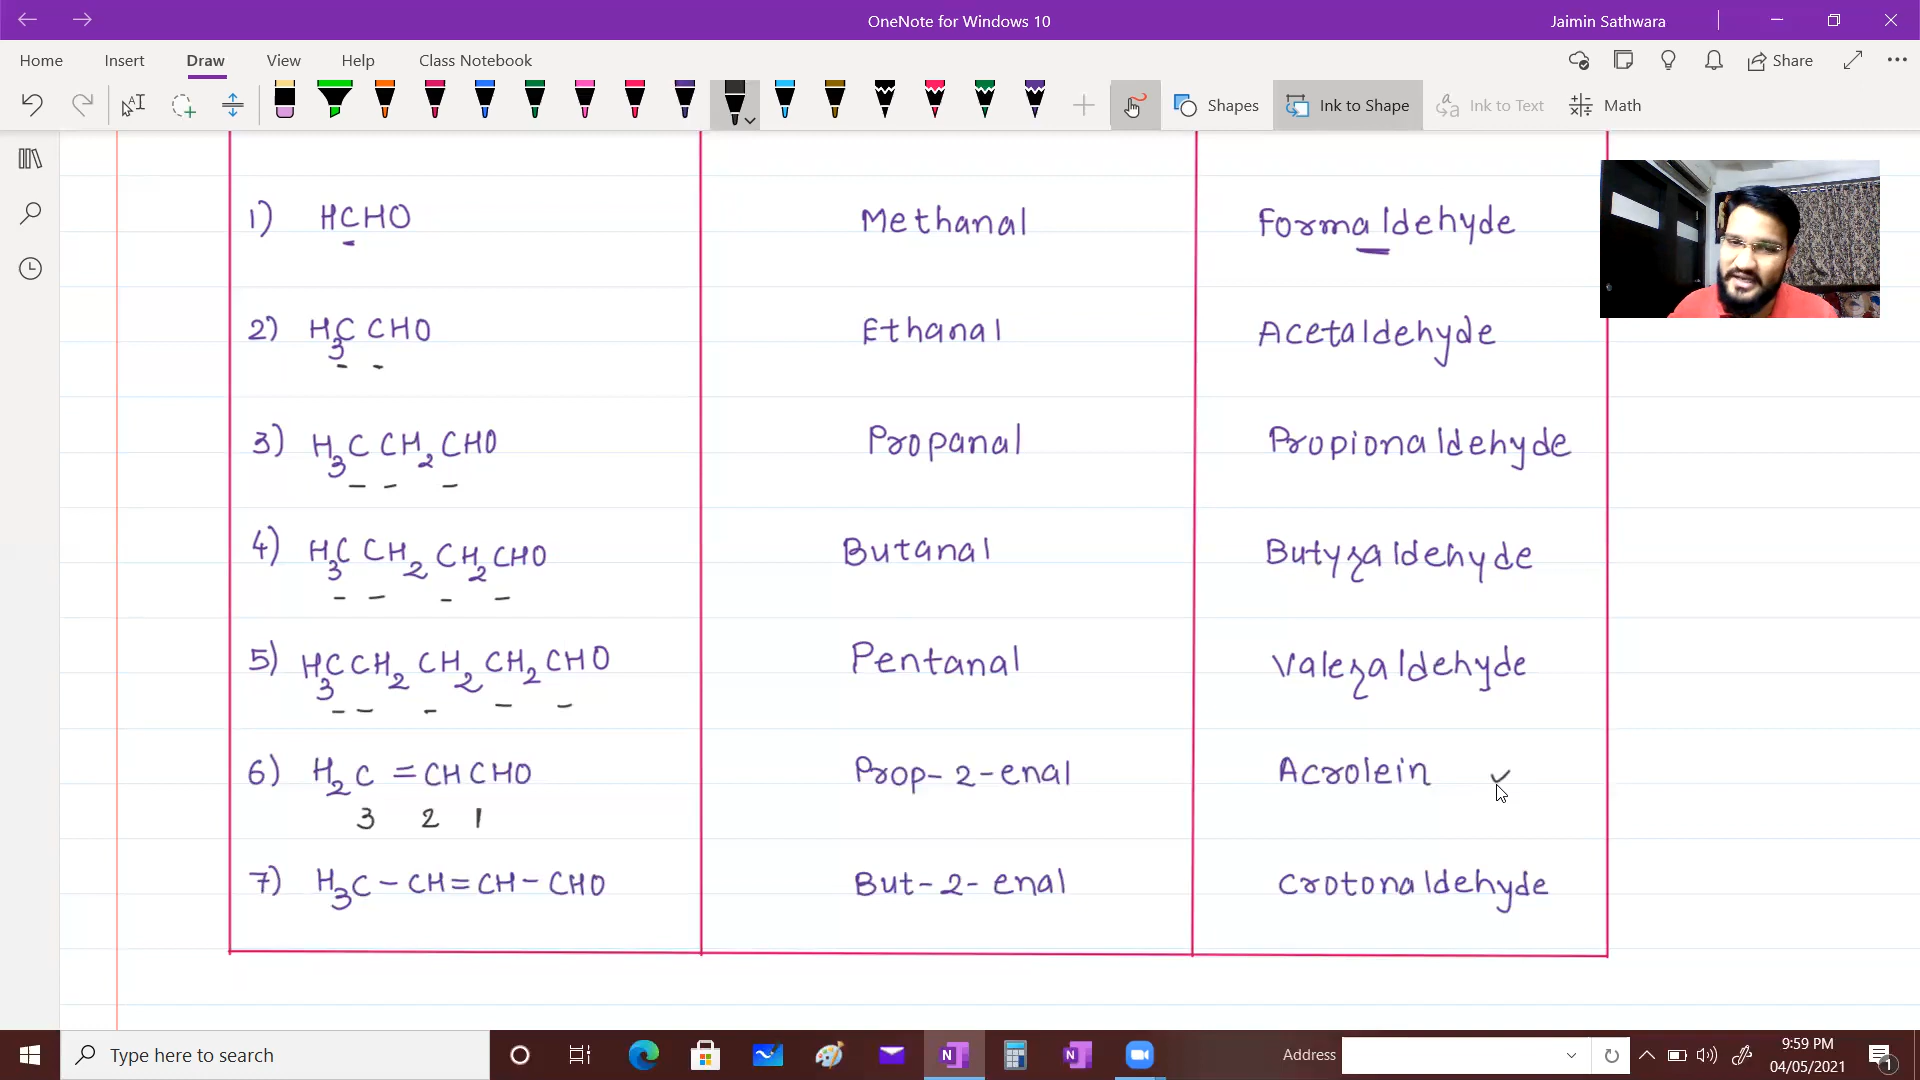 OneNote for Windows 10
Jaimin Sathwara
Home Insert Draw View Help Class Notebook
Share
Shapes Ink to Shape Ink to Text Math
1) HCHO Methanal Formaldehyde
2) H3C CHO Ethanal Acetaldehyde
3) H3C CH2 CHO Propanal Propionaldehyde
4) H3C CH2 CH2 CHO Butanal Butyraldehyde
5) H3C CH2 CH2 CH2 CHO Pentanal Valeraldehyde
6) H2C = CH CHO Prop-2-enal Acrolein ✓
3 2 1
7) H3C - CH = CH - CHO But-2-enal Crotonaldehyde
Type here to search
Address
9:59 PM
04/05/2021
1